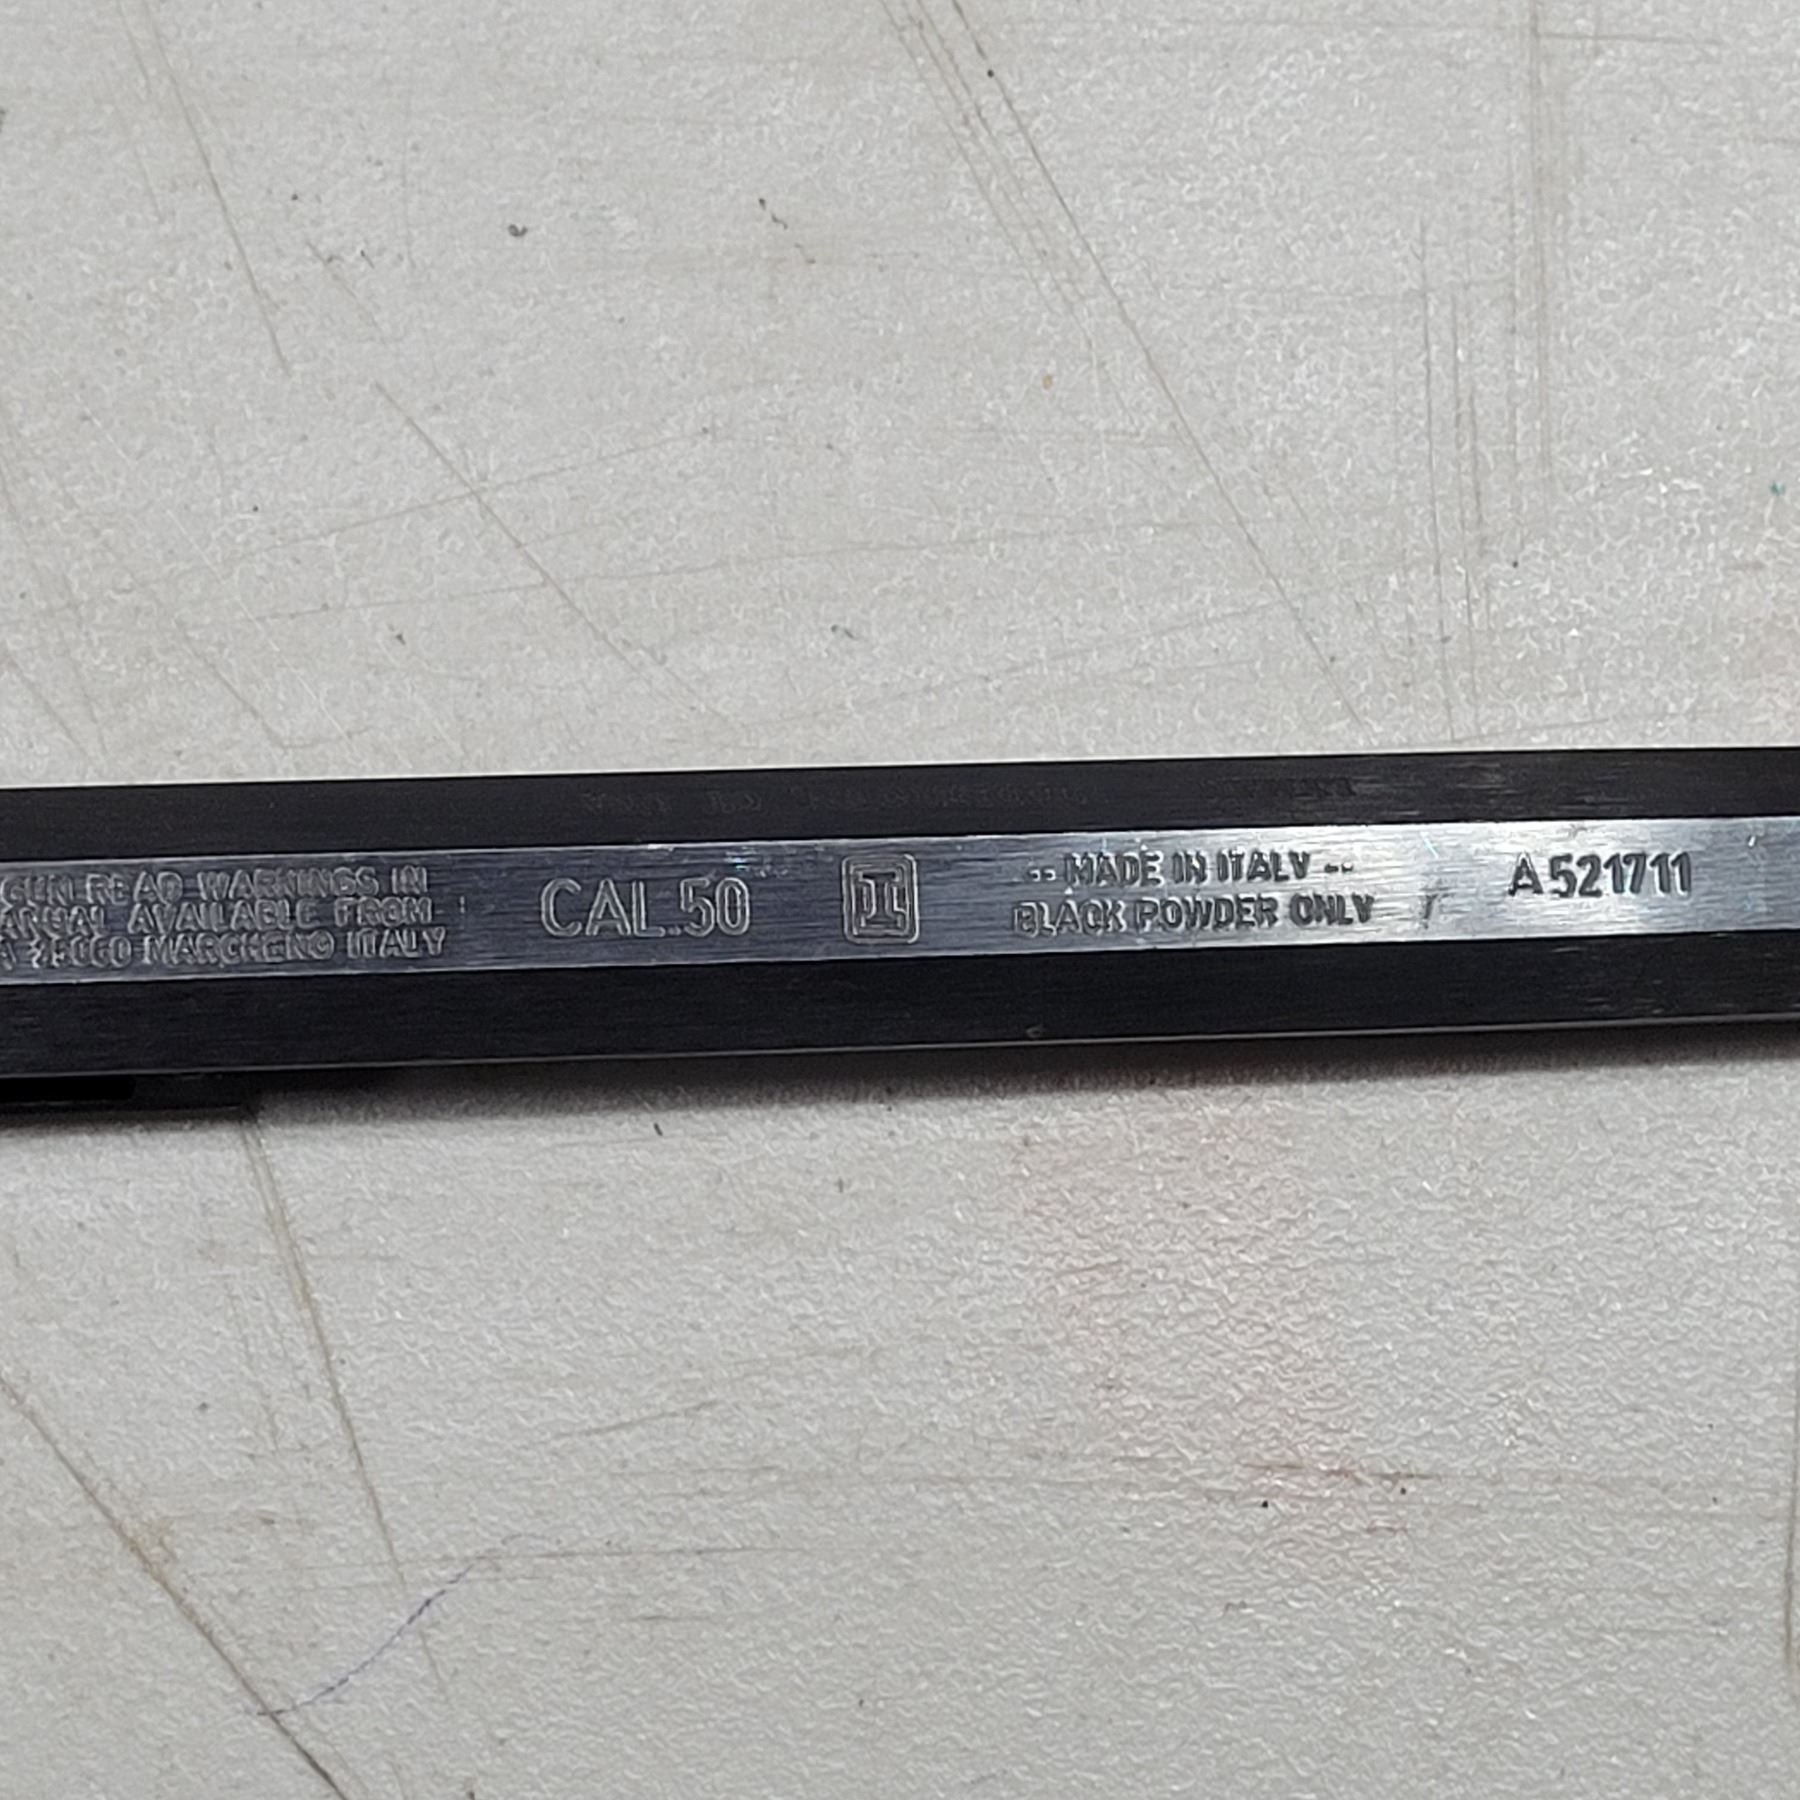 GUN READ WARNINGS IN
MANUAL AVAILABLE FROM
25060 MARCHENO ITALY
CAL.50
-- MADE IN ITALY --
BLACK POWDER ONLY
A521711